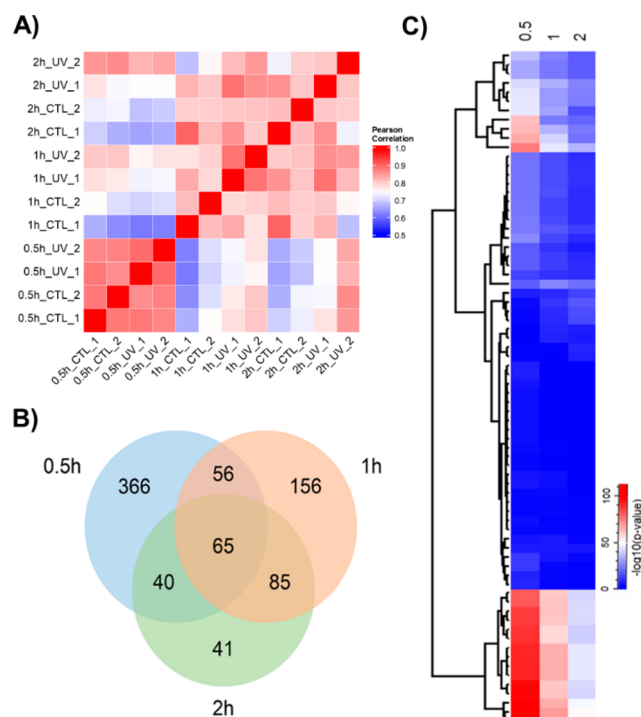 A)
2h_UV_2
2h_UV_1
2h_CTL_2
2h_CTL_1
1h_UV_2
1h_UV_1
1h_CTL_2
1h_CTL_1
0.5h_UV_2
0.5h_UV_1
0.5h_CTL_2
0.5h_CTL_1
0.5h_CTL_1
0.5h_CTL_2
0.5h_UV_1
0.5h_UV_2
1h_CTL_1
1h_CTL_2
1h_UV_1
1h_UV_2
2h_CTL_1
2h_CTL_2
2h_UV_1
2h_UV_2
Pearson
Correlation
1.0
0.9
0.8
0.7
0.6
0.5
B)
0.5h
1h
366
56
156
65
40
85
41
2h
C)
0.5
1
2
0
50
100
-log10(p-value)